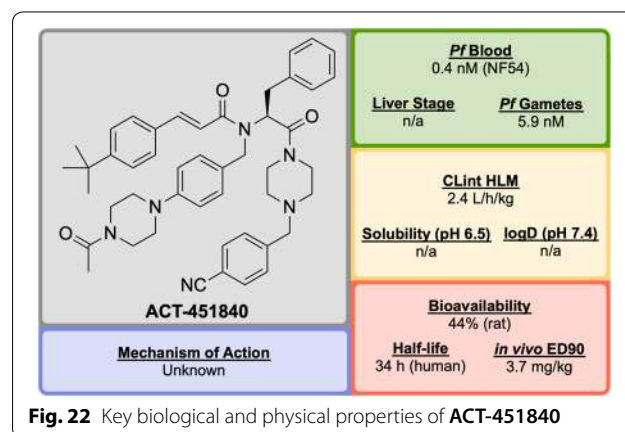 O
N
O
N
N
N
O
N
N
NC
ACT-451840
Mechanism of Action
Unknown
Pf Blood
0.4 nM (NF54)
Liver Stage Pf Gametes
n/a 5.9 nM
CLint HLM
2.4 L/h/kg
Solubility (pH 6.5) logD (pH 7.4)
n/a n/a
Bioavailability
44% (rat)
Half-life in vivo ED90
34 h (human) 3.7 mg/kg
Fig. 22 Key biological and physical properties of ACT-451840